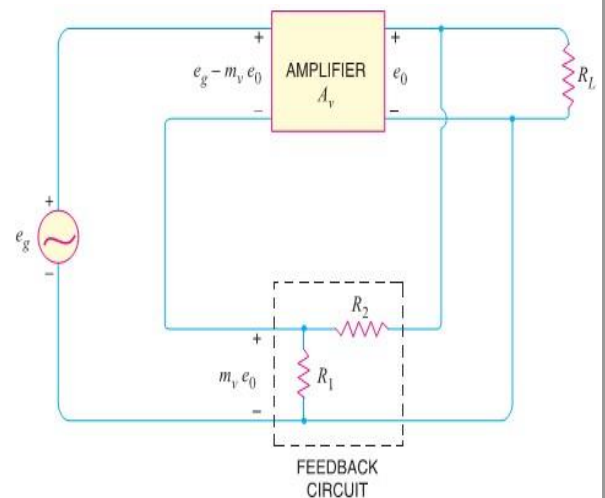 + +
e_g – m_v e_0 AMPLIFIER e_0 R_L
– A_v –
+
e_g
–
R_2
+
m_v e_0 R_1
–
FEEDBACK
CIRCUIT